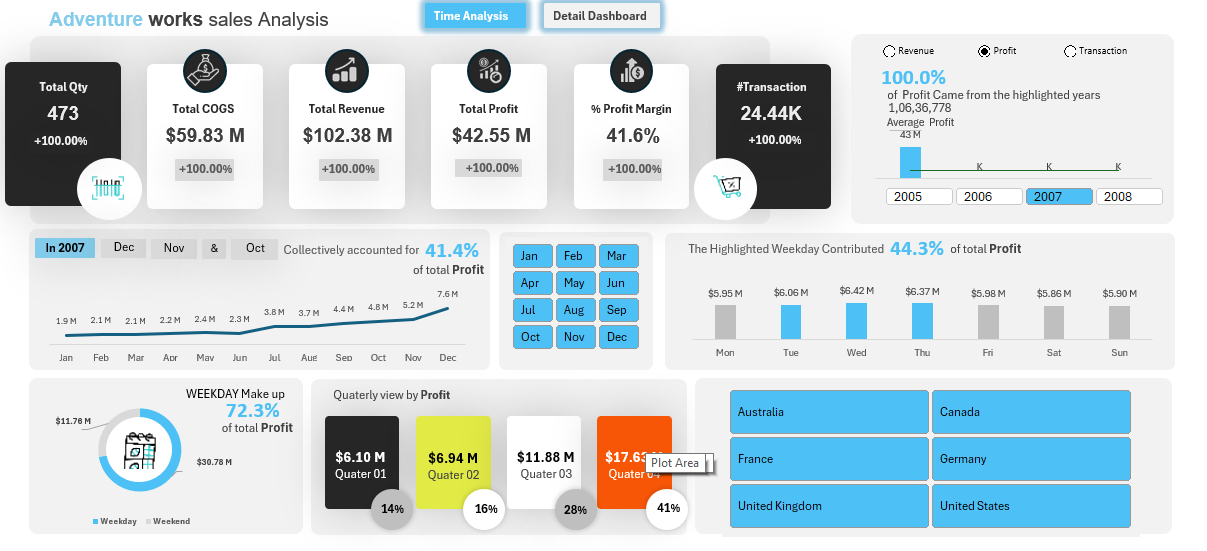 Adventure works sales Analysis
Time Analysis
Detail Dashboard
Total Qty
473
+100.00%
Total COGS
$59.83 M
+100.00%
Total Revenue
$102.38 M
+100.00%
Total Profit
$42.55 M
+100.00%
% Profit Margin
41.6%
+100.00%
#Transaction
24.44K
+100.00%
Revenue
Profit
Transaction
100.0%
of Profit Came from the highlighted years
1,06,36,778
Average Profit
43 M
K K K
2005 2006 2007 2008
In 2007 Dec Nov & Oct Collectively accounted for 41.4%
of total Profit
1.9 M 2.1 M 2.1 M 2.2 M 2.4 M 2.3 M 3.8 M 3.7 M 4.4 M 4.8 M 5.2 M 7.6 M
Jan Feb Mar Apr May Jun Jul Aug Sep Oct Nov Dec
Jan Feb Mar
Apr May Jun
Jul Aug Sep
Oct Nov Dec
The Highlighted Weekday Contributed 44.3% of total Profit
$5.95 M $6.06 M $6.42 M $6.37 M $5.98 M $5.86 M $5.90 M
Mon Tue Wed Thu Fri Sat Sun
WEEKDAY Make up
72.3%
of total Profit
$11.76 M
$30.78 M
Weekday Weekend
Quaterly view by Profit
$6.10 M
Quater 01
14%
$6.94 M
Quater 02
16%
$11.88 M
Quater 03
28%
$17.63
Quater
41%
Plot Area
Australia Canada
France Germany
United Kingdom United States